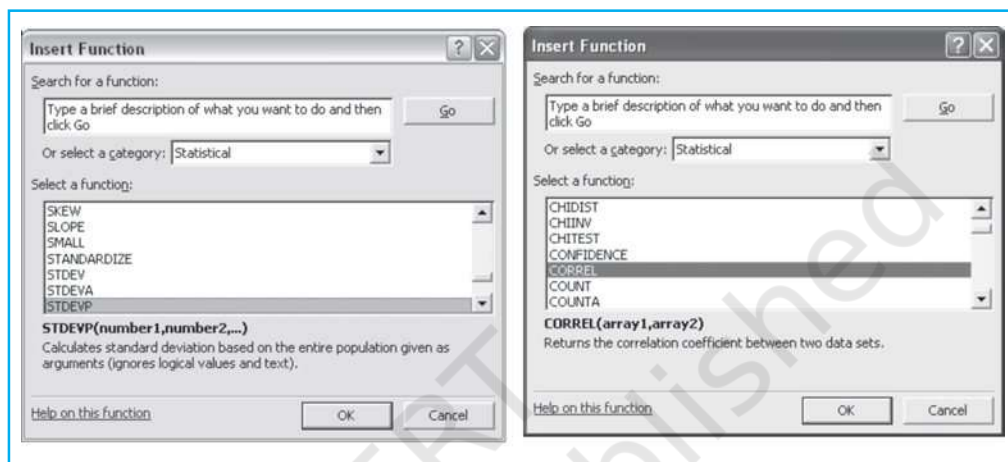 Insert Function
Search for a function:
Type a brief description of what you want to do and then
click Go
Go
Or select a category: Statistical
Select a function:
SKEW
SLOPE
SMALL
STANDARDIZE
STDEV
STDEVA
STDEVP
STDEVP(number1,number2,...)
Calculates standard deviation based on the entire population given as
arguments (ignores logical values and text).
Help on this function
OK
Cancel
Insert Function
Search for a function:
Type a brief description of what you want to do and then
click Go
Go
Or select a category: Statistical
Select a function:
CHIDIST
CHIINV
CHITEST
CONFIDENCE
CORREL
COUNT
COUNTA
CORREL(array1,array2)
Returns the correlation coefficient between two data sets.
Help on this function
OK
Cancel